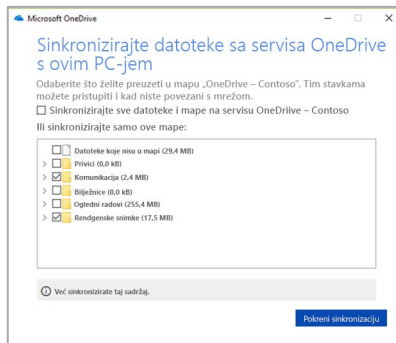 Microsoft OneDrive
Sinkronizirajte datoteke sa servisa OneDrive
s ovim PC-jem
Odaberite što želite preuzeti u mapu „OneDrive – Contoso”. Tim stavkama
možete pristupiti i kad niste povezani s mrežom.
Sinkronizirajte sve datoteke i mape na servisu OneDriive – Contoso
Ili sinkronizirajte samo ove mape:
Datoteke koje nisu u mapi (29,4 MB)
Privici (0,0 kB)
Komunikacija (2,4 MB)
Bilježnice (0,0 kB)
Ogledni radovi (255,4 MB)
Rendgenske snimke (17,5 MB)
Već sinkronizirate taj sadržaj.
Pokreni sinkronizaciju